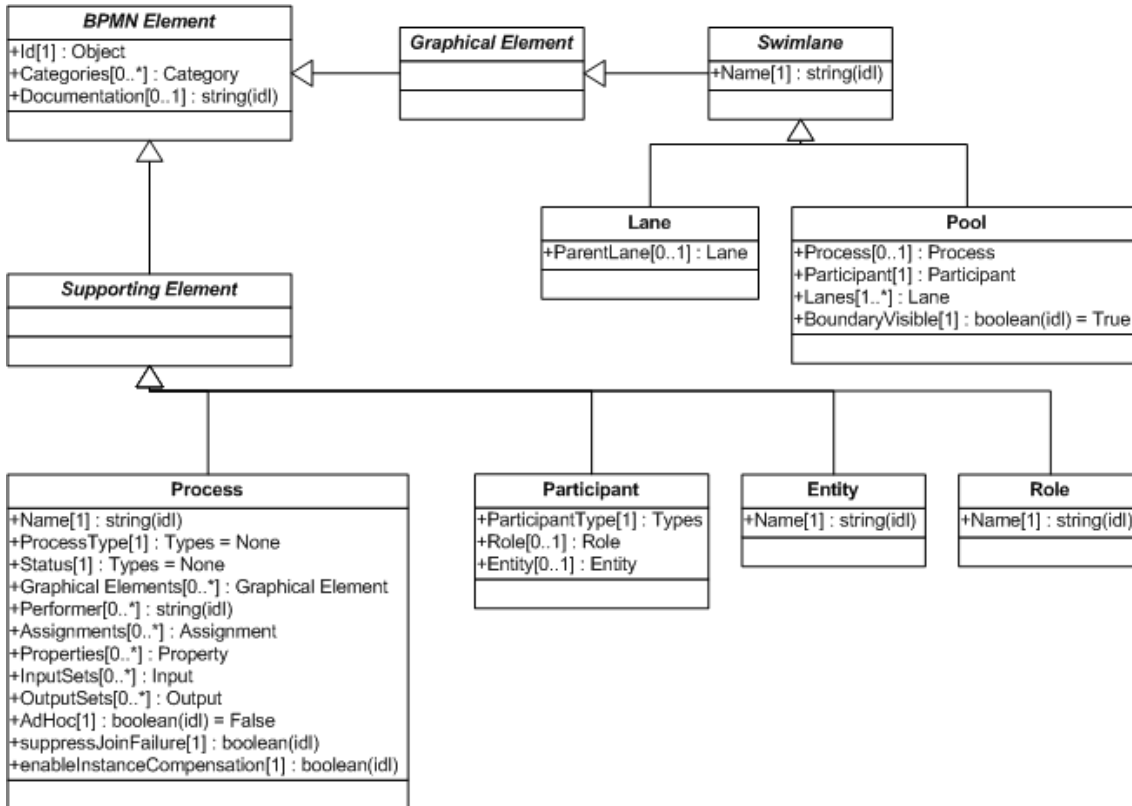 BPMN Element
+Id[1] : Object
+Categories[0..*] : Category
+Documentation[0..1] : string(idl)
Graphical Element
Swimlane
+Name[1] : string(idl)
Lane
+ParentLane[0..1] : Lane
Pool
+Process[0..1] : Process
+Participant[1] : Participant
+Lanes[1..*] : Lane
+BoundaryVisible[1] : boolean(idl) = True
Supporting Element
Process
+Name[1] : string(idl)
+ProcessType[1] : Types = None
+Status[1] : Types = None
+Graphical Elements[0..*] : Graphical Element
+Performer[0..*] : string(idl)
+Assignments[0..*] : Assignment
+Properties[0..*] : Property
+InputSets[0..*] : Input
+OutputSets[0..*] : Output
+AdHoc[1] : boolean(idl) = False
+suppressJoinFailure[1] : boolean(idl)
+enableInstanceCompensation[1] : boolean(idl)
Participant
+ParticipantType[1] : Types
+Role[0..1] : Role
+Entity[0..1] : Entity
Entity
+Name[1] : string(idl)
Role
+Name[1] : string(idl)